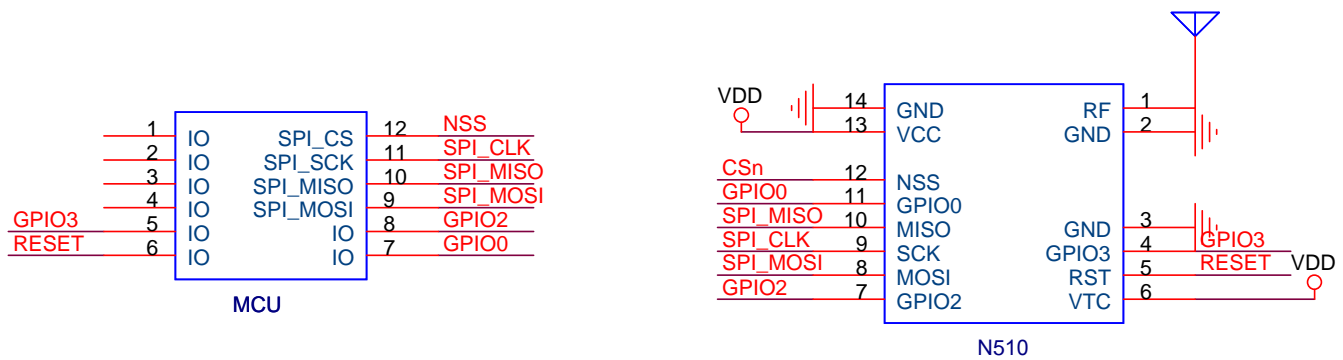 1 IO SPI_CS 12 NSS
2 IO SPI_SCK 11 SPI_CLK
3 IO SPI_MISO 10 SPI_MISO
4 IO SPI_MOSI 9 SPI_MOSI
GPIO3 5 IO IO 8 GPIO2
RESET 6 IO IO 7 GPIO0
MCU
VDD 14 GND RF 1
13 VCC GND 2
CSn 12 NSS
GPIO0 11 GPIO0
SPI_MISO 10 MISO GND 3
SPI_CLK 9 SCK GPIO3 4 GPIO3
SPI_MOSI 8 MOSI RST 5 RESET VDD
GPIO2 7 GPIO2 VTC 6
N510